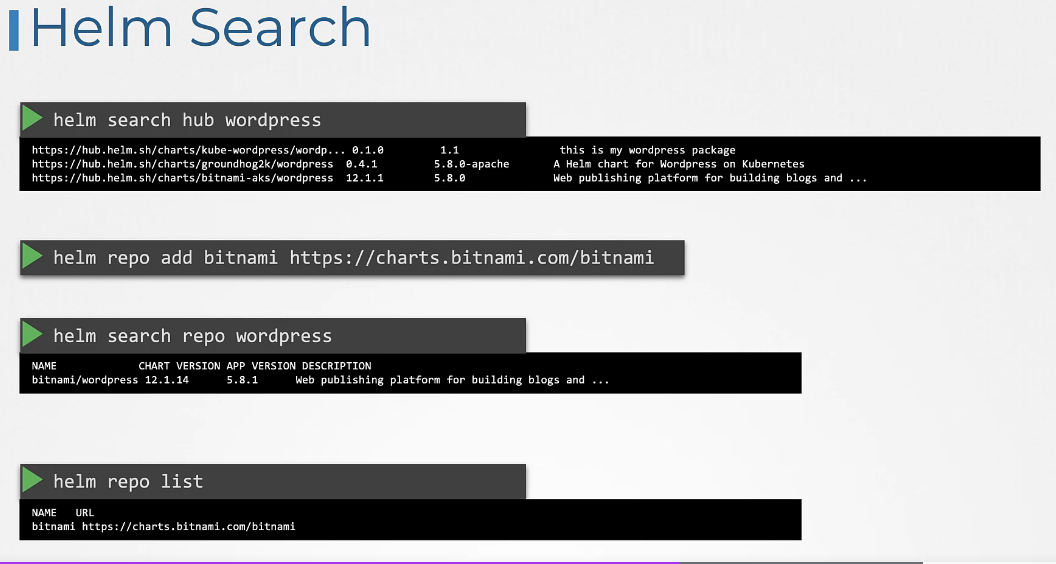 Helm Search
helm search hub wordpress
https://hub.helm.sh/charts/kube-wordpress/wordp... 0.1.0 1.1 this is my wordpress package
https://hub.helm.sh/charts/groundhog2k/wordpress 0.4.1 5.8.0-apache A Helm chart for Wordpress on Kubernetes
https://hub.helm.sh/charts/bitnami-aks/wordpress 12.1.1 5.8.0 Web publishing platform for building blogs and ...
helm repo add bitnami https://charts.bitnami.com/bitnami
helm search repo wordpress
NAME CHART VERSION APP VERSION DESCRIPTION
bitnami/wordpress 12.1.14 5.8.1 Web publishing platform for building blogs and ...
helm repo list
NAME URL
bitnami https://charts.bitnami.com/bitnami